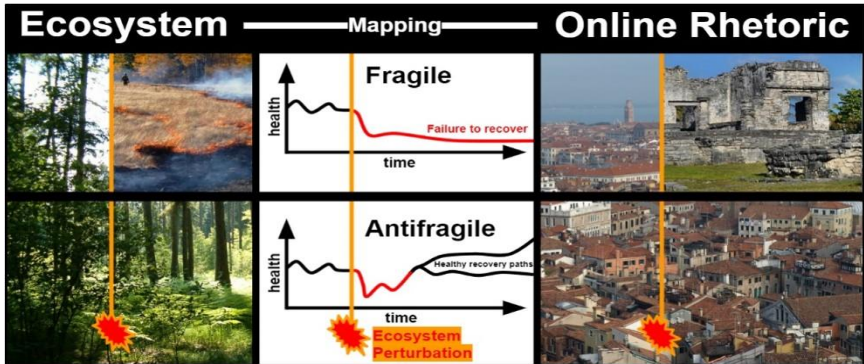 Ecosystem
Mapping
Online Rhetoric
Fragile
health
Failure to recover
time
Antifragile
health
Healthy recovery paths
time
Ecosystem
Perturbation